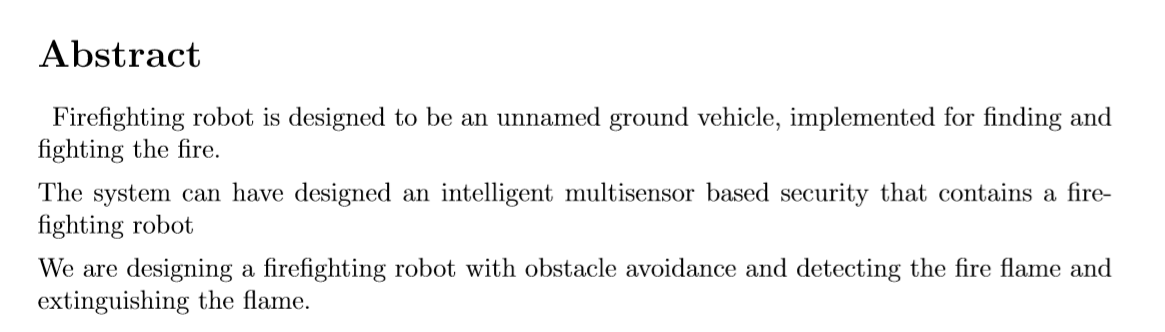 Abstract
Firefighting robot is designed to be an unnamed ground vehicle, implemented for finding and
fighting the fire.
The system can have designed an intelligent multisensor based security that contains a fire-
fighting robot
We are designing a firefighting robot with obstacle avoidance and detecting the fire flame and
extinguishing the flame.